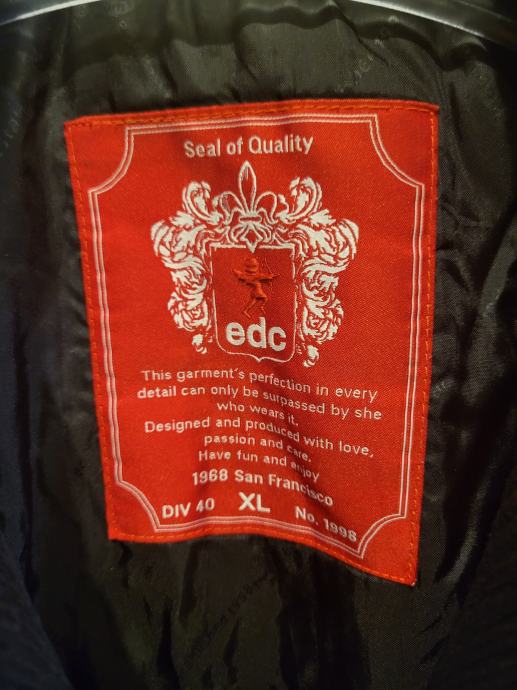 Seal of Quality
edc
This garment's perfection in every
detail can only be surpassed by she
who wears it.
Designed and produced with love,
passion and care.
Have fun and enjoy
1968 San Francisco
DIV 40 XL No. 1998